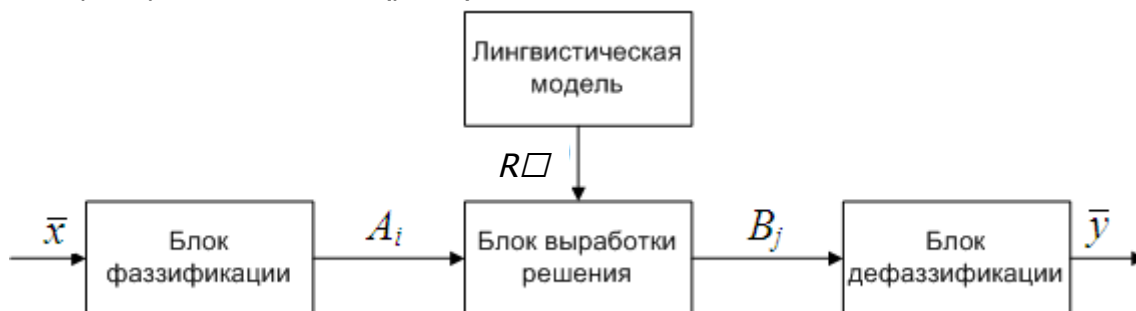 Лингвистическая
модель
R□
x̅
Блок
фаззификации
Aᵢ
Блок выработки
решения
Bⱼ
Блок
дефаззификации
y̅